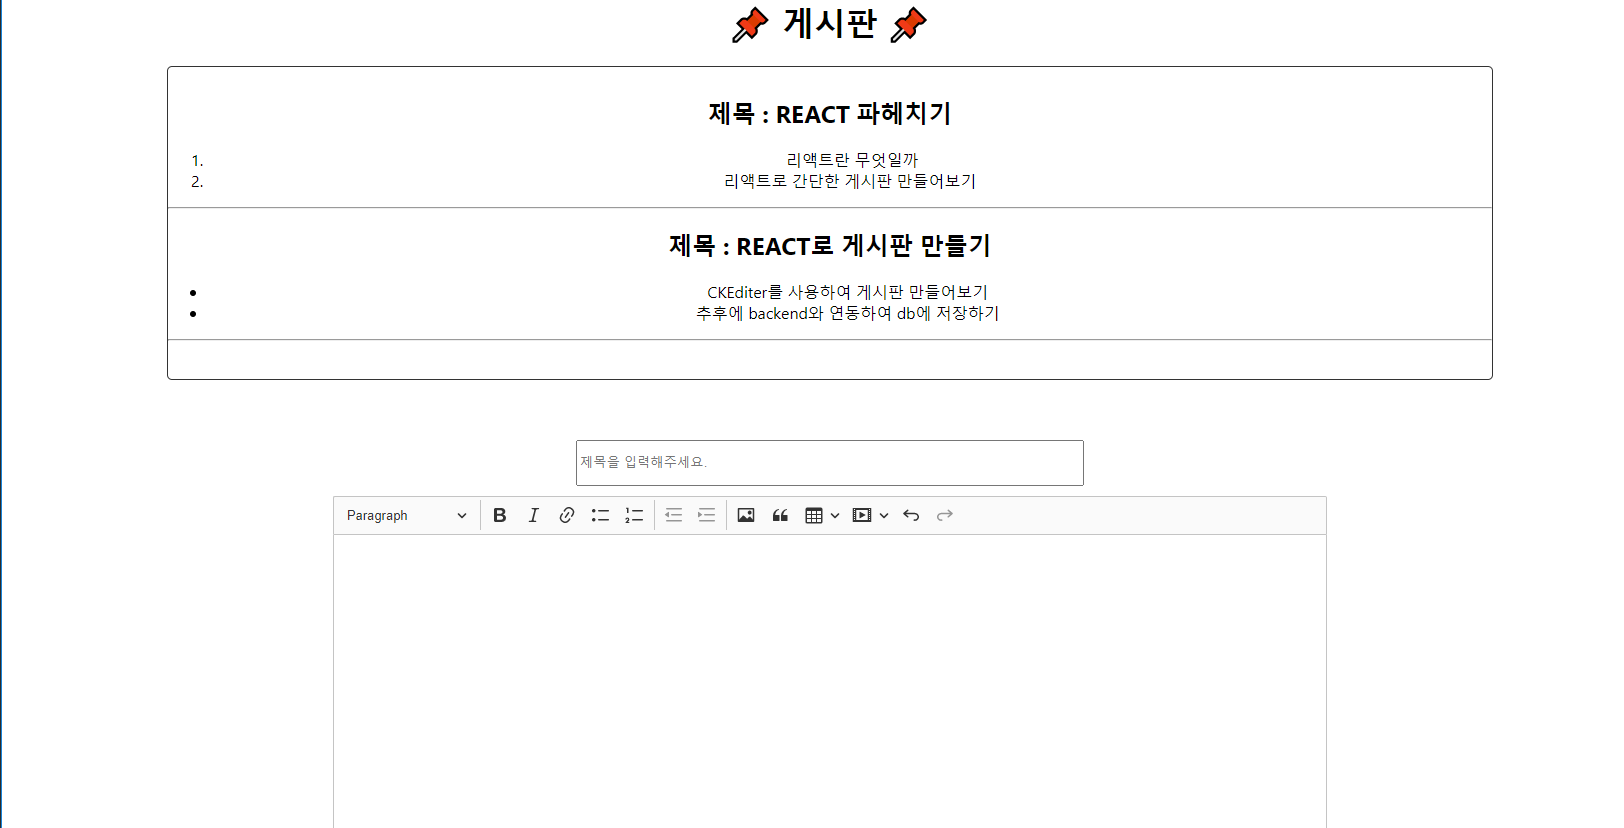 📌 게시판 📌
제목 : REACT 파헤치기
1. 리액트란 무엇일까
2. 리액트로 간단한 게시판 만들어보기
제목 : REACT로 게시판 만들기
• CKEditer를 사용하여 게시판 만들어보기
• 추후에 backend와 연동하여 db에 저장하기
제목을 입력해주세요.
Paragraph